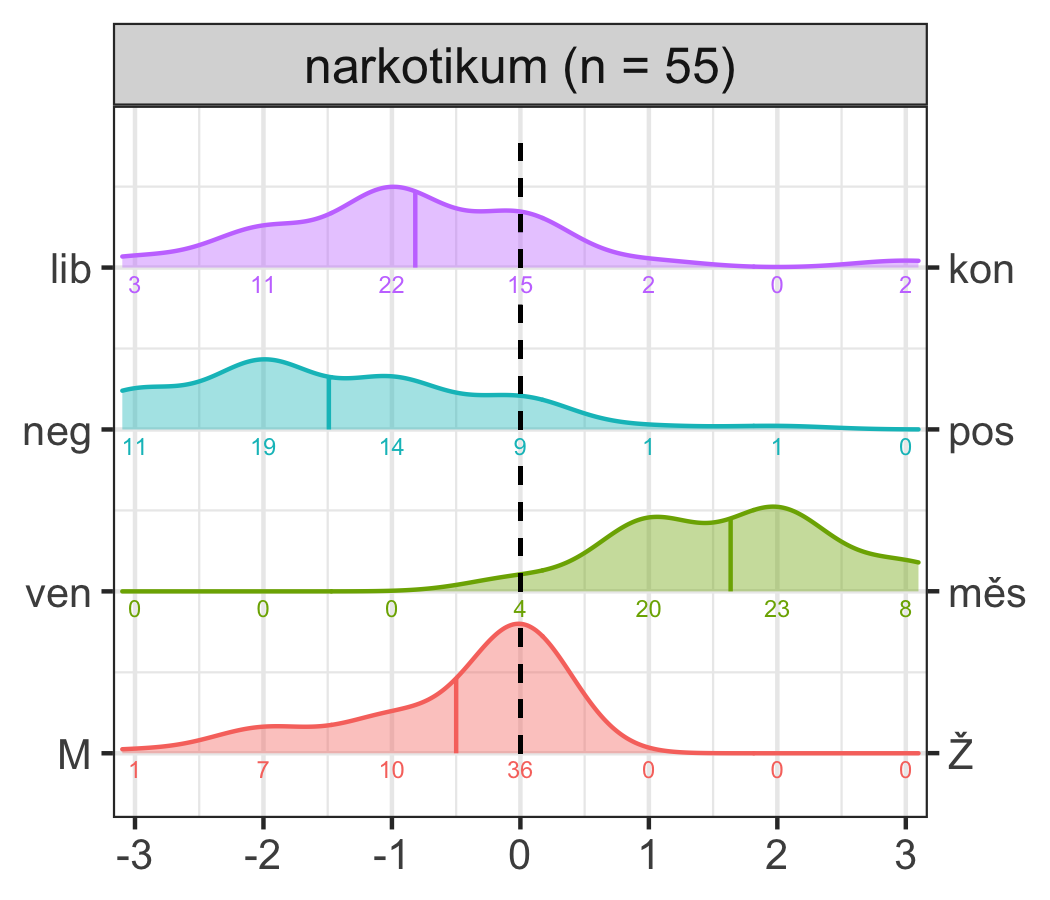 narkotikum (n = 55)
lib kon
3 11 22 15 2 0 2
neg pos
11 19 14 9 1 1 0
ven měs
0 0 0 4 20 23 8
M Ž
1 7 10 36 0 0 0
-3 -2 -1 0 1 2 3